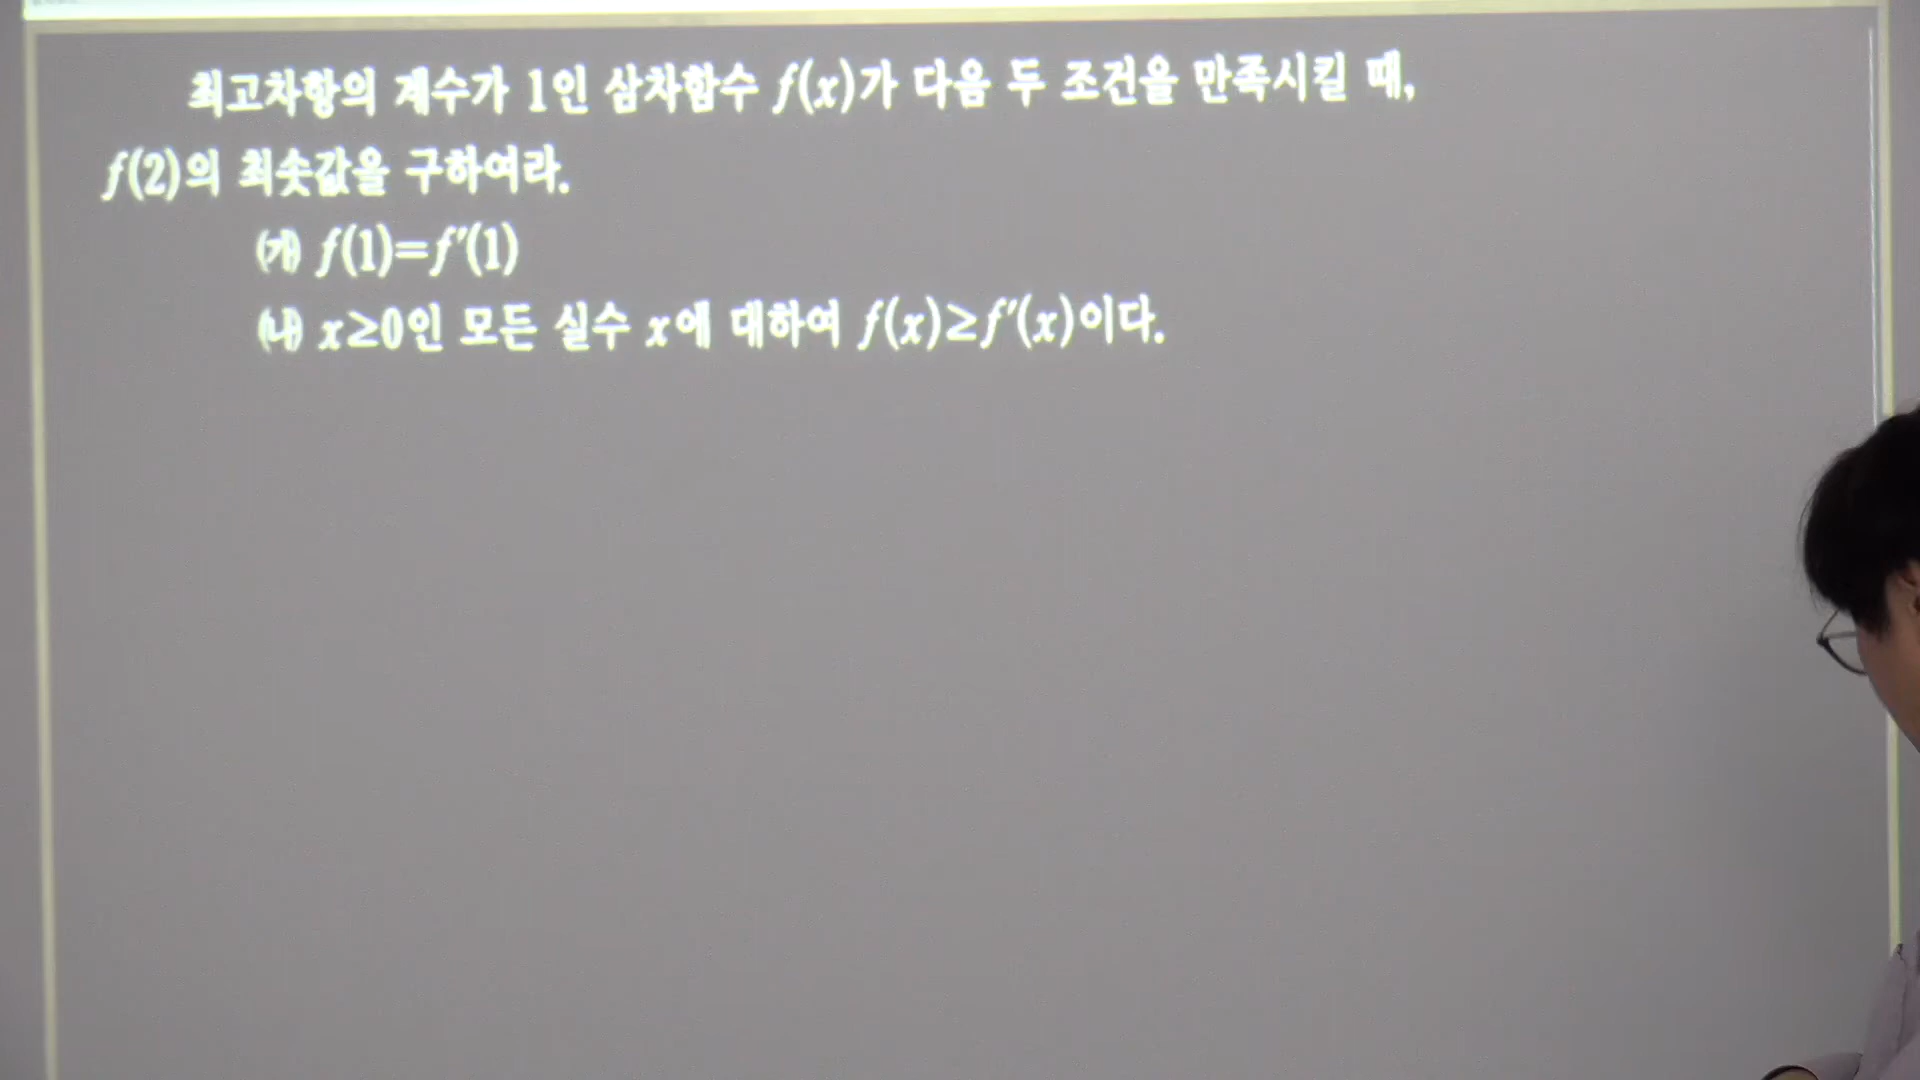 최고차항의 계수가 1인 삼차함수 f(x)가 다음 두 조건을 만족시킬 때,
f(2)의 최솟값을 구하여라.
㈎ f(1)=f′(1)
㈏ x≥0인 모든 실수 x에 대하여 f(x)≥f′(x)이다.